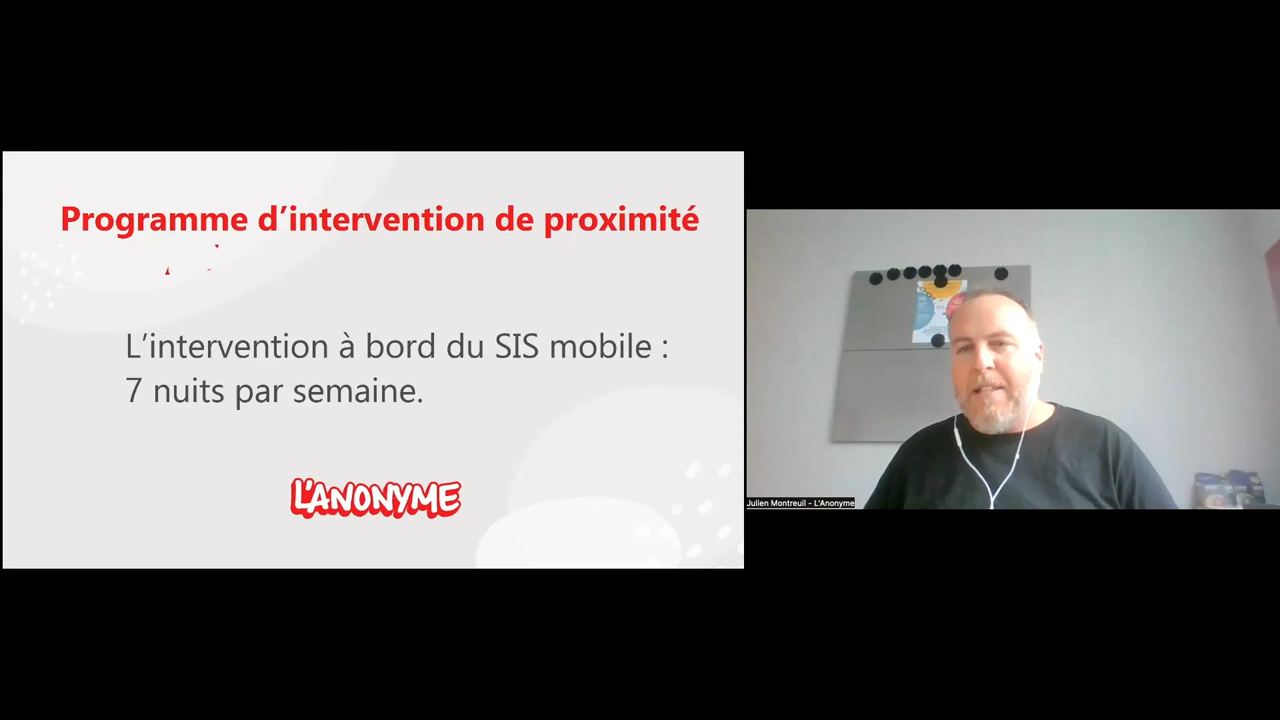 Programme d’intervention de proximité
L’intervention à bord du SIS mobile :
7 nuits par semaine.
L'ANONYME
Julien Montreuil - L'Anonyme